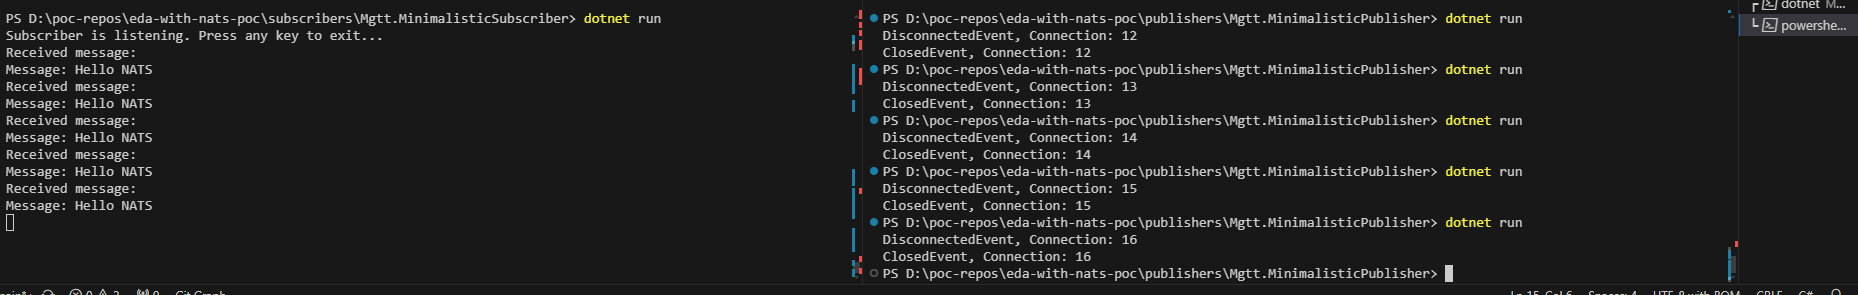 PS D:\poc-repos\eda-with-nats-poc\subscribers\Mgtt.MinimalisticSubscriber> dotnet run
Subscriber is listening. Press any key to exit...
Received message:
Message: Hello NATS
Received message:
Message: Hello NATS
Received message:
Message: Hello NATS
Received message:
Message: Hello NATS
Received message:
Message: Hello NATS
PS D:\poc-repos\eda-with-nats-poc\publishers\Mgtt.MinimalisticPublisher> dotnet run
DisconnectedEvent, Connection: 12
ClosedEvent, Connection: 12
PS D:\poc-repos\eda-with-nats-poc\publishers\Mgtt.MinimalisticPublisher> dotnet run
DisconnectedEvent, Connection: 13
ClosedEvent, Connection: 13
PS D:\poc-repos\eda-with-nats-poc\publishers\Mgtt.MinimalisticPublisher> dotnet run
DisconnectedEvent, Connection: 14
ClosedEvent, Connection: 14
PS D:\poc-repos\eda-with-nats-poc\publishers\Mgtt.MinimalisticPublisher> dotnet run
DisconnectedEvent, Connection: 15
ClosedEvent, Connection: 15
PS D:\poc-repos\eda-with-nats-poc\publishers\Mgtt.MinimalisticPublisher> dotnet run
DisconnectedEvent, Connection: 16
ClosedEvent, Connection: 16
PS D:\poc-repos\eda-with-nats-poc\publishers\Mgtt.MinimalisticPublisher>
dotnet M...
powershe...